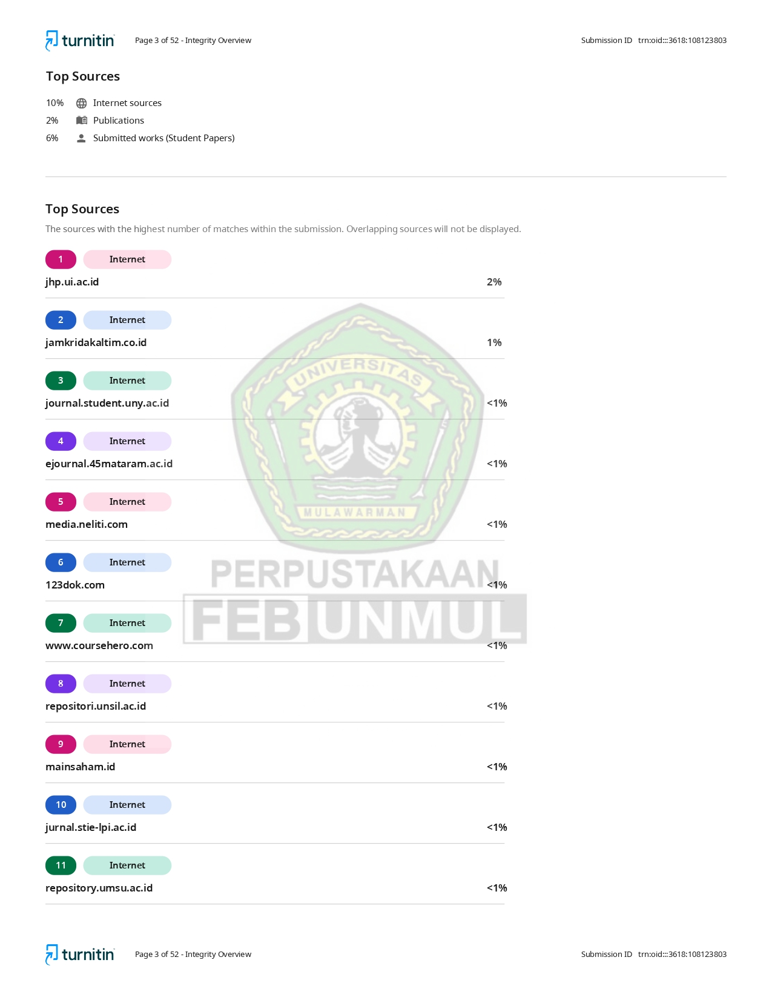 turnitin Page 3 of 52 - Integrity Overview Submission ID trn:oid:::3618:108123803
Top Sources
10% Internet sources
2% Publications
6% Submitted works (Student Papers)
Top Sources
The sources with the highest number of matches within the submission. Overlapping sources will not be displayed.
1 Internet
jhp.ui.ac.id 2%
2 Internet
jamkridakaltim.co.id 1%
UNIVERSITAS
3 Internet
journal.student.uny.ac.id <1%
4 Internet
ejournal.45mataram.ac.id <1%
5 Internet
MULAWARMAN
media.neliti.com <1%
6 Internet
PERPUSTAKAAN
123dok.com <1%
7 Internet
FEB UNMUL
www.coursehero.com <1%
8 Internet
repositori.unsil.ac.id <1%
9 Internet
mainsaham.id <1%
10 Internet
jurnal.stie-lpi.ac.id <1%
11 Internet
repository.umsu.ac.id <1%
turnitin Page 3 of 52 - Integrity Overview Submission ID trn:oid:::3618:108123803